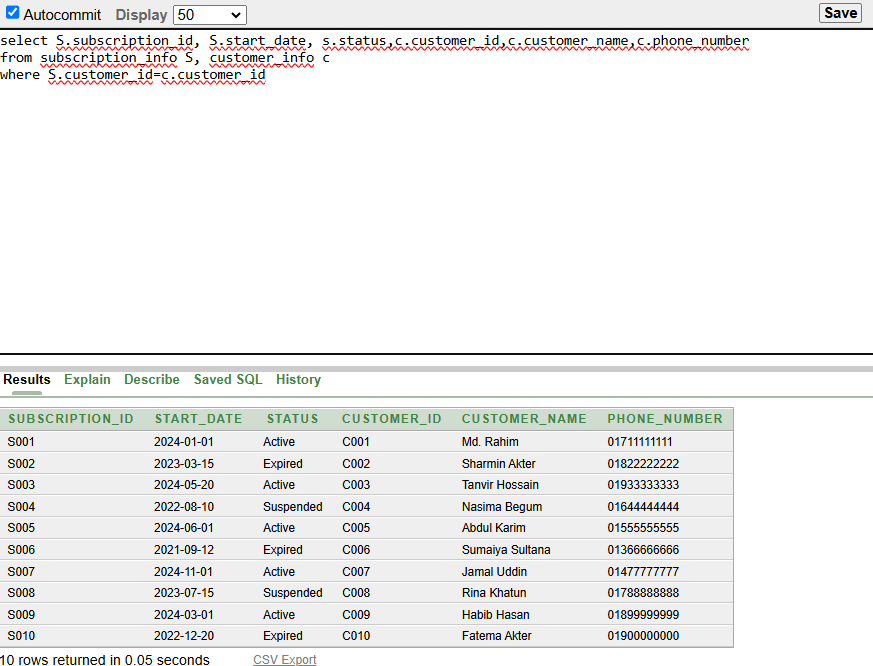 Autocommit Display 50 Save
select S.subscription_id, S.start_date, s.status,c.customer_id,c.customer_name,c.phone_number
from subscription_info S, customer_info c
where S.customer_id=c.customer_id
Results Explain Describe Saved SQL History
SUBSCRIPTION_ID START_DATE STATUS CUSTOMER_ID CUSTOMER_NAME PHONE_NUMBER
S001 2024-01-01 Active C001 Md. Rahim 01711111111
S002 2023-03-15 Expired C002 Sharmin Akter 01822222222
S003 2024-05-20 Active C003 Tanvir Hossain 01933333333
S004 2022-08-10 Suspended C004 Nasima Begum 01644444444
S005 2024-06-01 Active C005 Abdul Karim 01555555555
S006 2021-09-12 Expired C006 Sumaiya Sultana 01366666666
S007 2024-11-01 Active C007 Jamal Uddin 01477777777
S008 2023-07-15 Suspended C008 Rina Khatun 01788888888
S009 2024-03-01 Active C009 Habib Hasan 01899999999
S010 2022-12-20 Expired C010 Fatema Akter 01900000000
10 rows returned in 0.05 seconds CSV Export